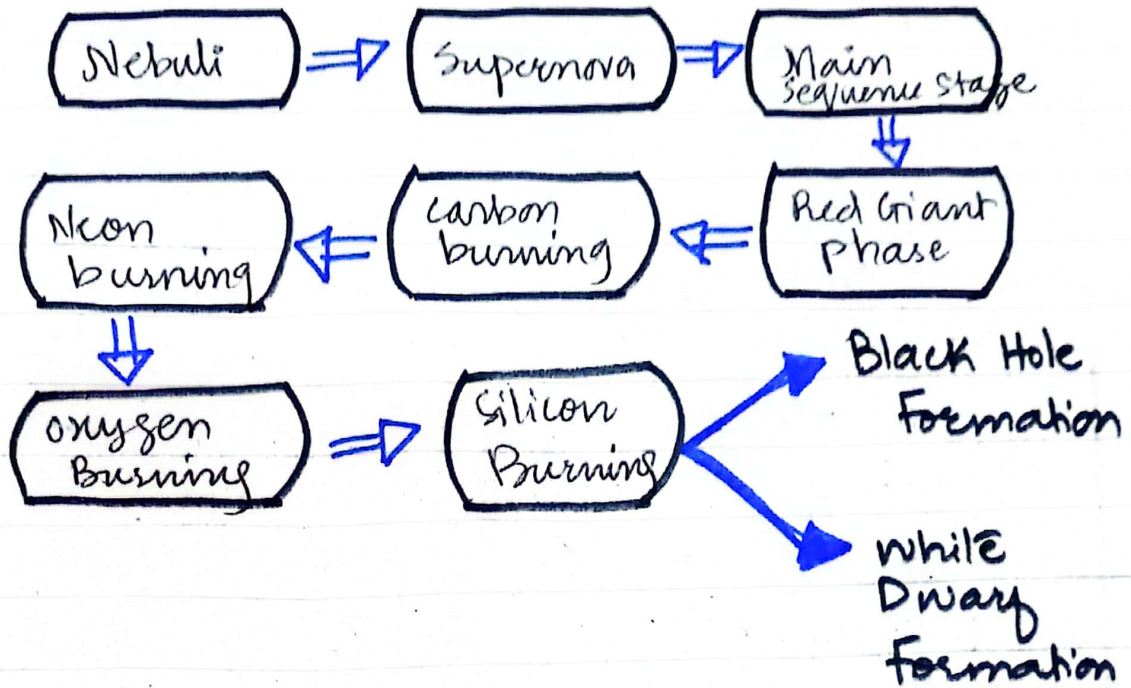 Nebuli
Supernova
Main
sequence stage
Red Giant
phase
carbon
burning
Neon
burning
oxygen
Burning
Silicon
Burning
Black Hole
Formation
White
Dwarf
Formation